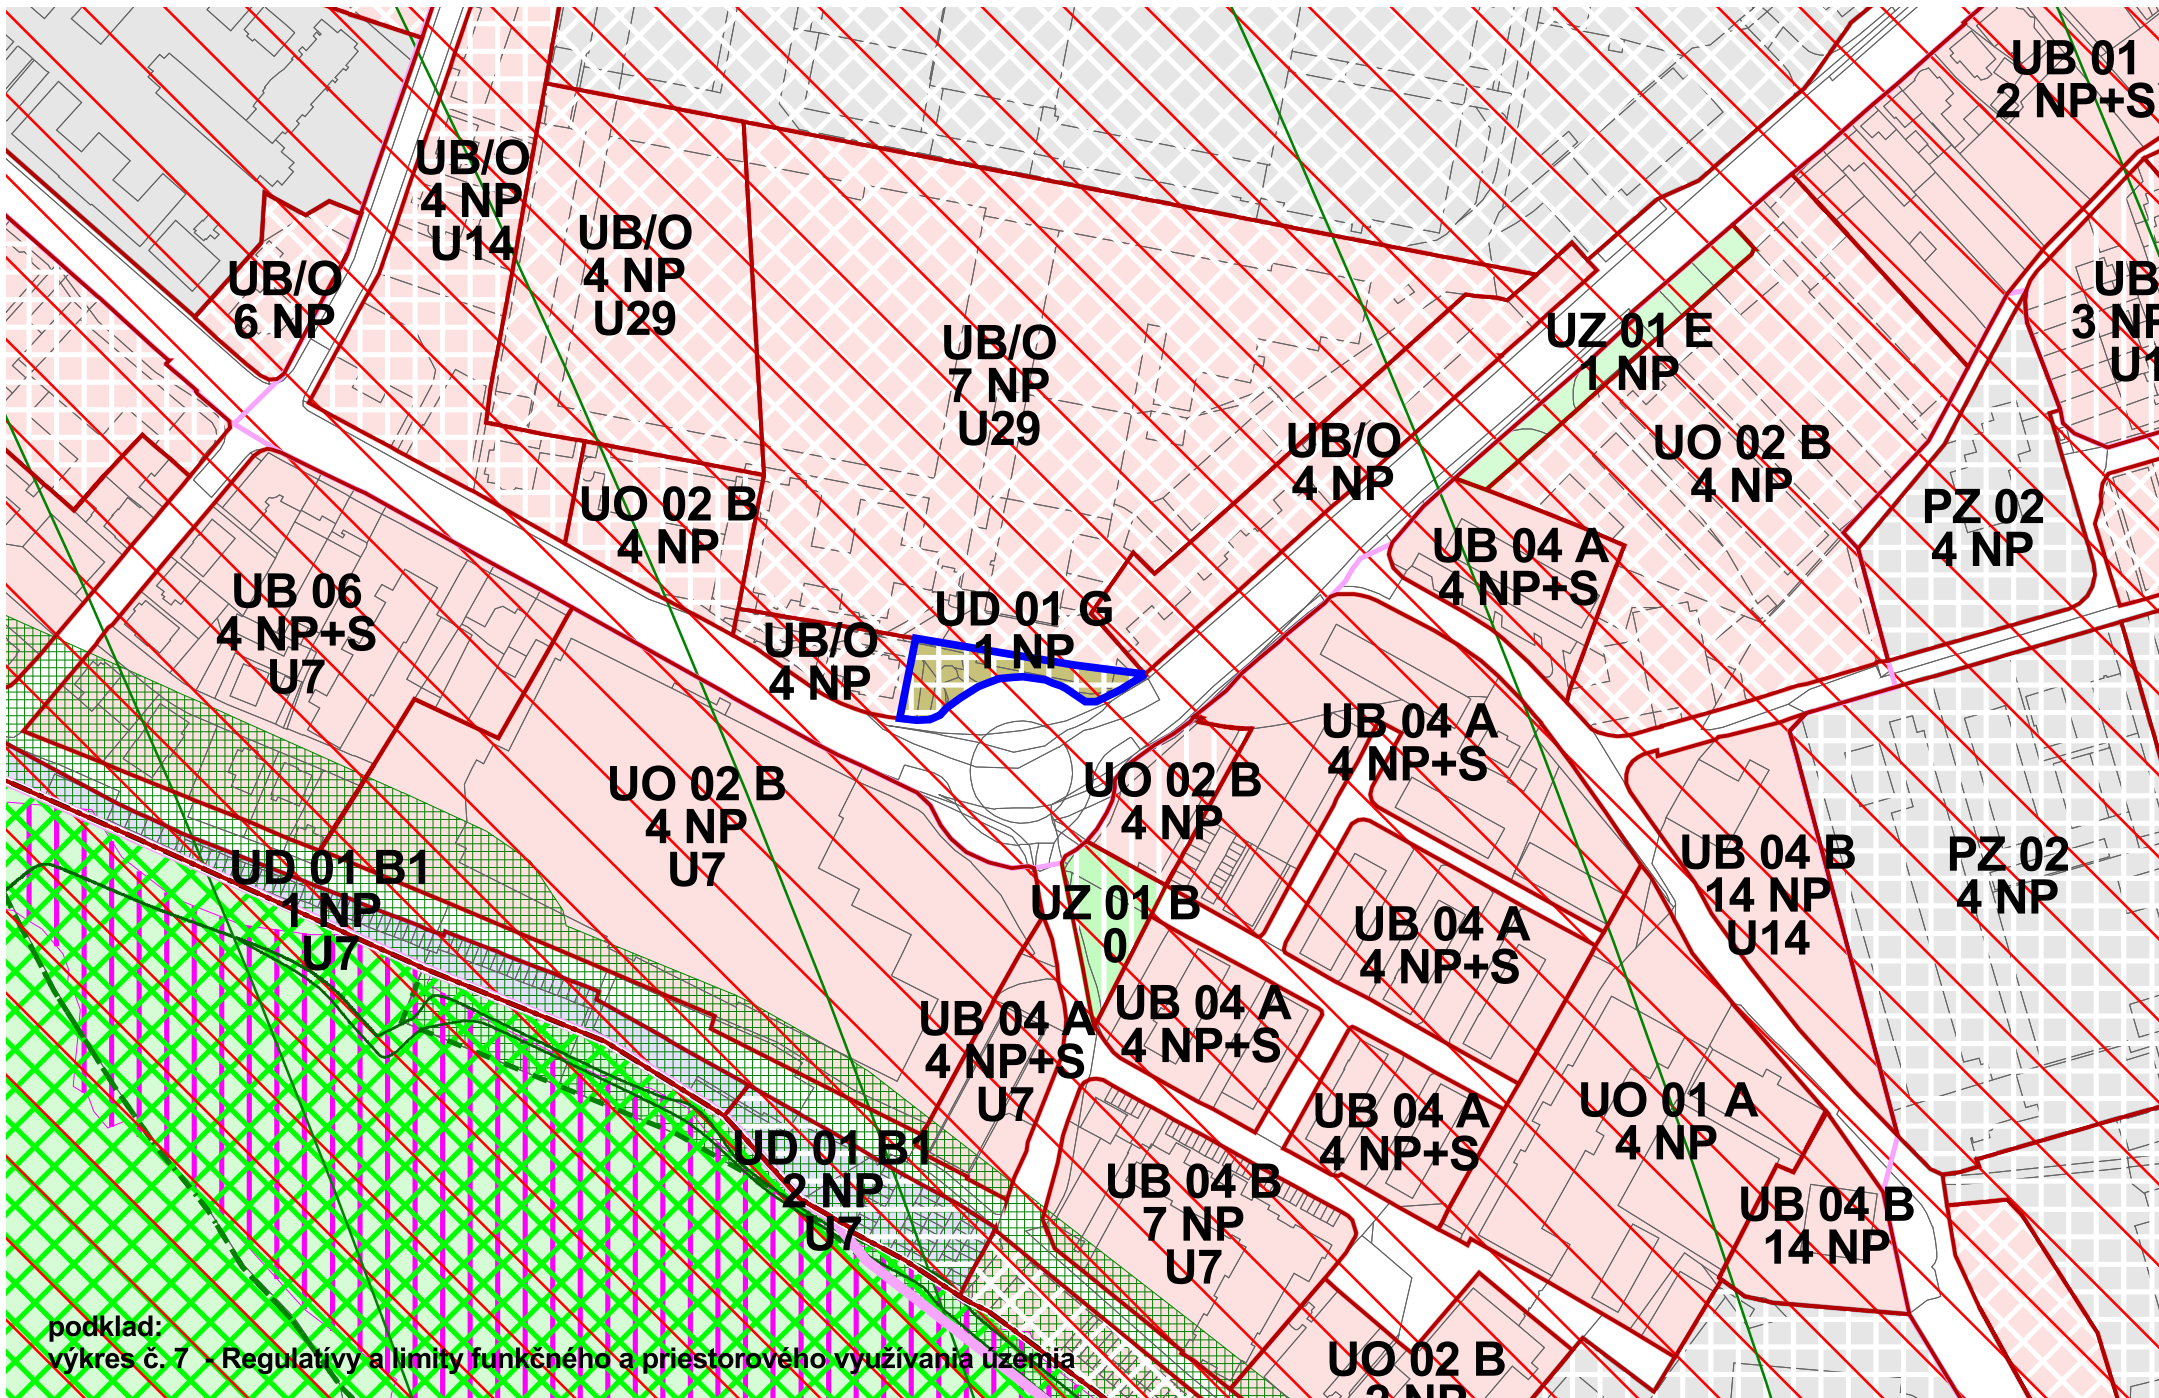 UB 01
2 NP+S
UB/O
4 NP
U14
UB/O
4 NP
U29
UB/O
6 NP
UB/O
7 NP
U29
UZ 01 E
1 NP
UB
3 NP
U1
UB/O
4 NP
UO 02 B
4 NP
UO 02 B
4 NP
PZ 02
4 NP
UB 04 A
4 NP+S
UB 06
4 NP+S
U7
UB/O
4 NP
UD 01 G
1 NP
UB 04 A
4 NP+S
UO 02 B
4 NP
U7
UO 02 B
4 NP
UB 04 B
14 NP
U14
PZ 02
4 NP
UD 01 B1
1 NP
U7
UZ 01 B
0
UB 04 A
4 NP+S
UB 04 A
4 NP+S
U7
UB 04 A
4 NP+S
UB 04 A
4 NP+S
UO 01 A
4 NP
UD 01 B1
2 NP
U7
UB 04 B
7 NP
U7
UB 04 B
14 NP
UO 02 B
podklad:
výkres č. 7 - Regulatívy a limity funkčného a priestorového využívania územia